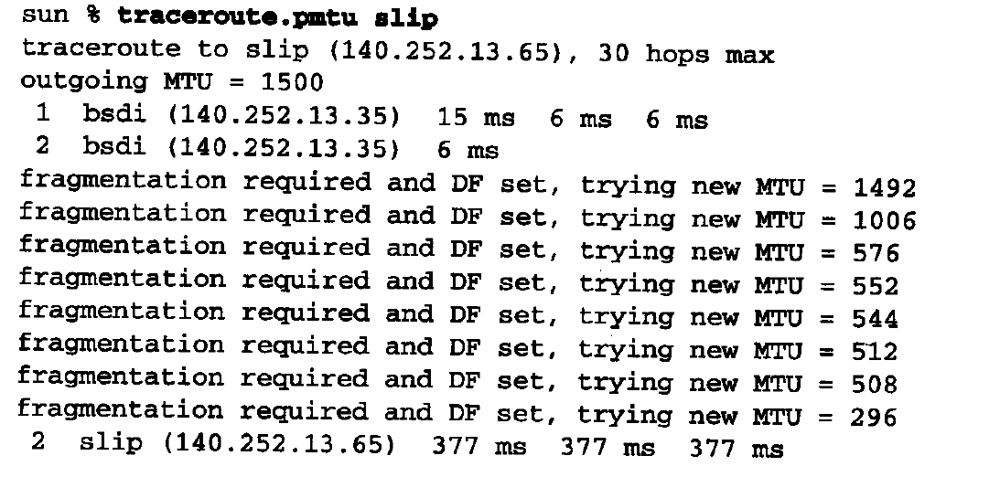 sun % traceroute.pmtu slip
traceroute to slip (140.252.13.65), 30 hops max
outgoing MTU = 1500
1 bsdi (140.252.13.35) 15 ms 6 ms 6 ms
2 bsdi (140.252.13.35) 6 ms
fragmentation required and DF set, trying new MTU = 1492
fragmentation required and DF set, trying new MTU = 1006
fragmentation required and DF set, trying new MTU = 576
fragmentation required and DF set, trying new MTU = 552
fragmentation required and DF set, trying new MTU = 544
fragmentation required and DF set, trying new MTU = 512
fragmentation required and DF set, trying new MTU = 508
fragmentation required and DF set, trying new MTU = 296
2 slip (140.252.13.65) 377 ms 377 ms 377 ms